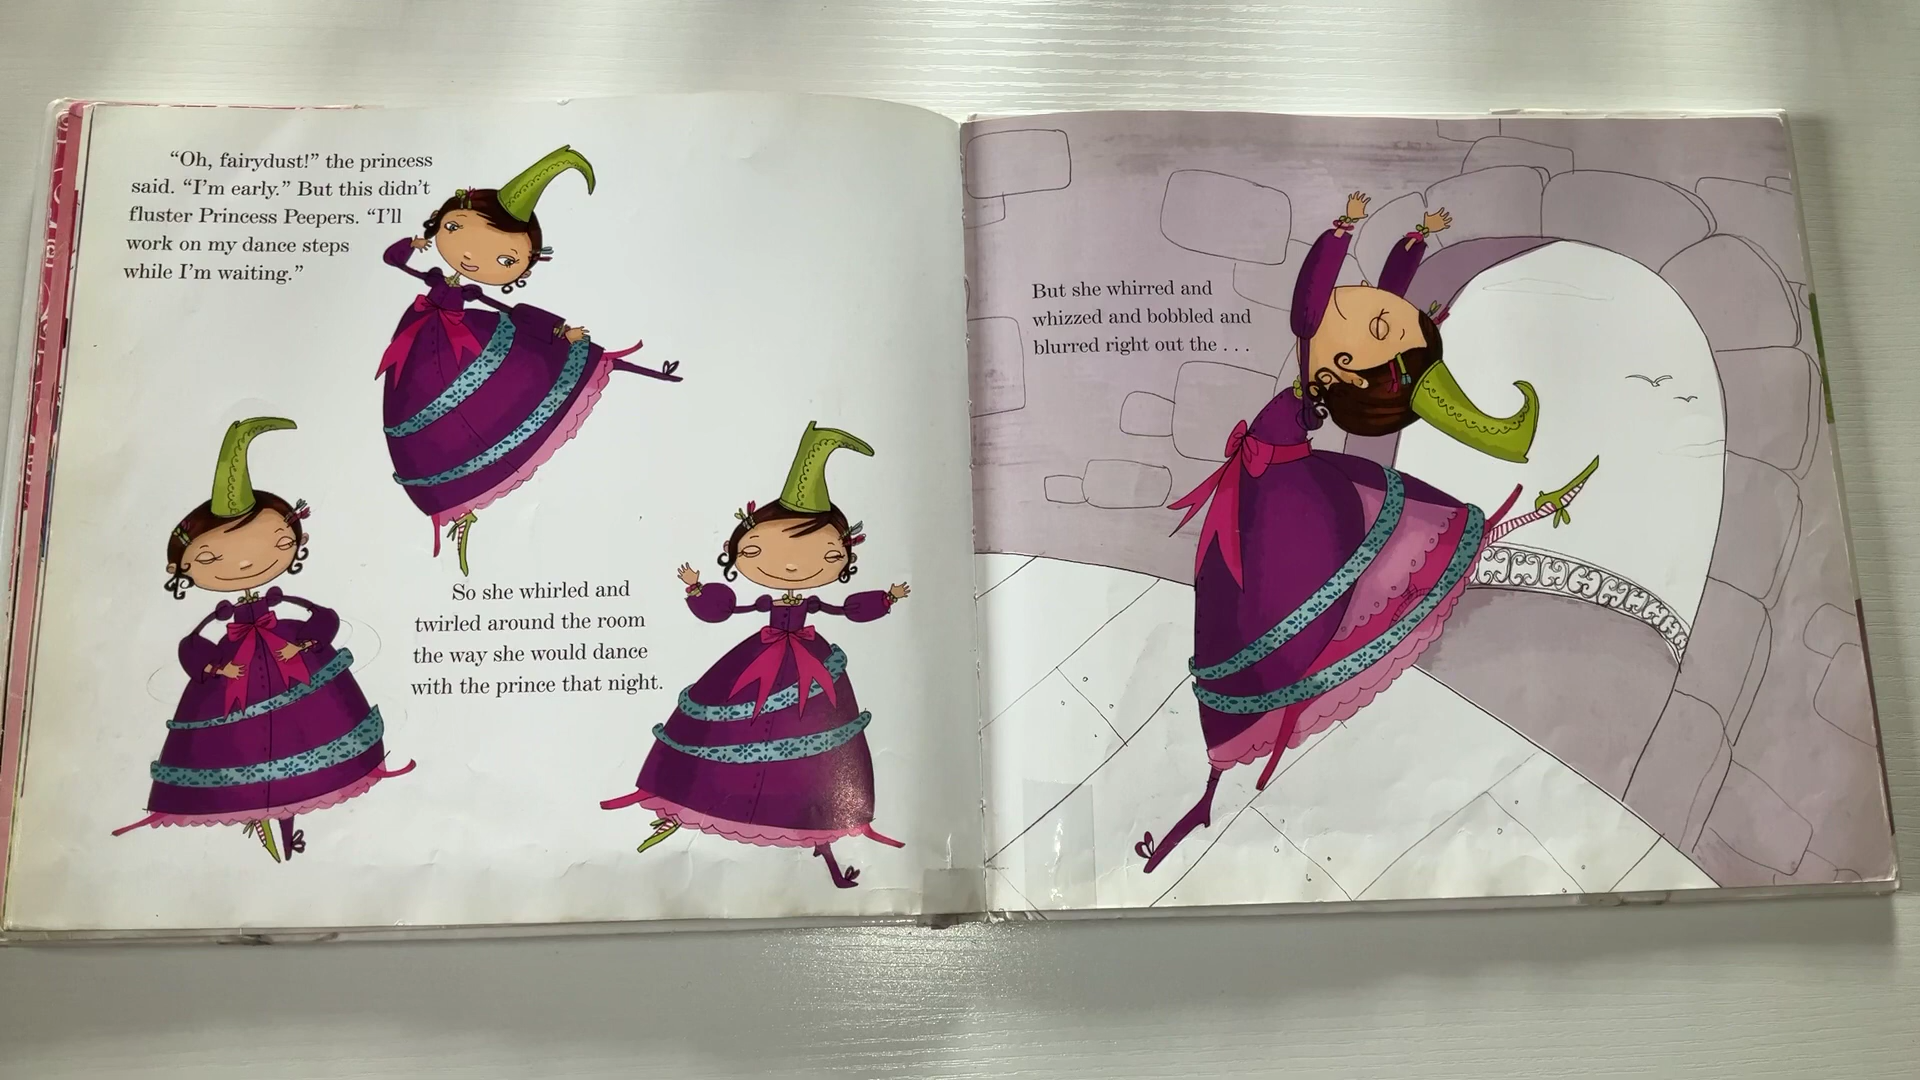 “Oh, fairydust!” the princess
said. “I’m early.” But this didn’t
fluster Princess Peepers. “I’ll
work on my dance steps
while I’m waiting.”
So she whirled and
twirled around the room
the way she would dance
with the prince that night.
But she whirred and
whizzed and bobbled and
blurred right out the . . .